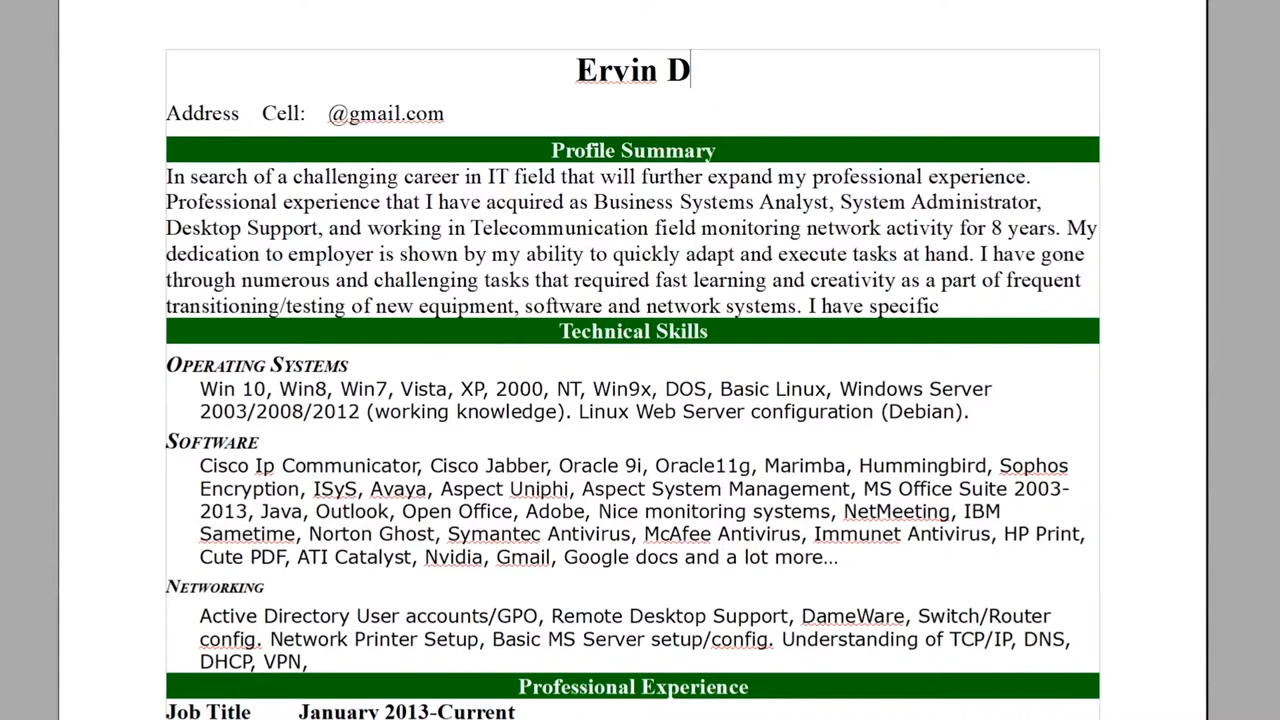 Ervin D
Address Cell: @gmail.com
Profile Summary
In search of a challenging career in IT field that will further expand my professional experience.
Professional experience that I have acquired as Business Systems Analyst, System Administrator,
Desktop Support, and working in Telecommunication field monitoring network activity for 8 years. My
dedication to employer is shown by my ability to quickly adapt and execute tasks at hand. I have gone
through numerous and challenging tasks that required fast learning and creativity as a part of frequent
transitioning/testing of new equipment, software and network systems. I have specific
Technical Skills
OPERATING SYSTEMS
Win 10, Win8, Win7, Vista, XP, 2000, NT, Win9x, DOS, Basic Linux, Windows Server
2003/2008/2012 (working knowledge). Linux Web Server configuration (Debian).
SOFTWARE
Cisco Ip Communicator, Cisco Jabber, Oracle 9i, Oracle11g, Marimba, Hummingbird, Sophos
Encryption, ISyS, Avaya, Aspect Uniphi, Aspect System Management, MS Office Suite 2003-
2013, Java, Outlook, Open Office, Adobe, Nice monitoring systems, NetMeeting, IBM
Sametime, Norton Ghost, Symantec Antivirus, McAfee Antivirus, Immunet Antivirus, HP Print,
Cute PDF, ATI Catalyst, Nvidia, Gmail, Google docs and a lot more…
NETWORKING
Active Directory User accounts/GPO, Remote Desktop Support, DameWare, Switch/Router
config. Network Printer Setup, Basic MS Server setup/config. Understanding of TCP/IP, DNS,
DHCP, VPN,
Professional Experience
Job Title January 2013-Current